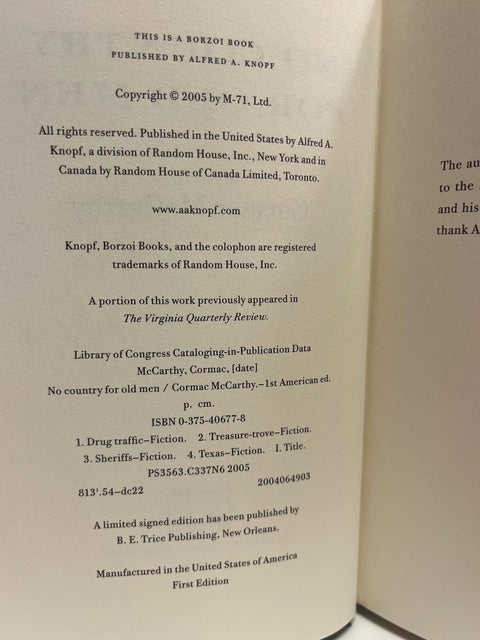 THIS IS A BORZOI BOOK
PUBLISHED BY ALFRED A. KNOPF
Copyright © 2005 by M-71, Ltd.
All rights reserved. Published in the United States by Alfred A.
Knopf, a division of Random House, Inc., New York and in
Canada by Random House of Canada Limited, Toronto.
www.aaknopf.com
Knopf, Borzoi Books, and the colophon are registered
trademarks of Random House, Inc.
A portion of this work previously appeared in
The Virginia Quarterly Review.
Library of Congress Cataloging-in-Publication Data
McCarthy, Cormac, [date]
No country for old men / Cormac McCarthy.—1st American ed.
p. cm.
ISBN 0-375-40677-8
1. Drug traffic—Fiction. 2. Treasure-trove—Fiction.
3. Sheriffs—Fiction. 4. Texas—Fiction. I. Title.
PS3563.C337N6 2005
813'.54—dc22 2004064903
A limited signed edition has been published by
B. E. Trice Publishing, New Orleans.
Manufactured in the United States of America
First Edition
The au
to the
and his
thank A